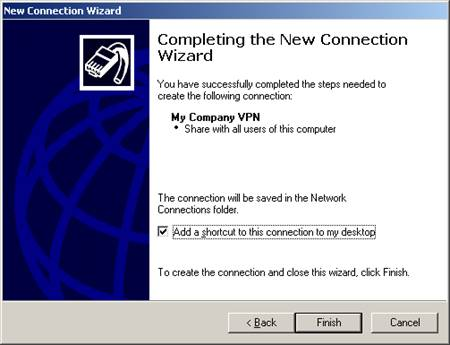 New Connection Wizard
Completing the New Connection
Wizard
You have successfully completed the steps needed to
create the following connection:
My Company VPN
• Share with all users of this computer
The connection will be saved in the Network
Connections folder.
Add a shortcut to this connection to my desktop
To create the connection and close this wizard, click Finish.
< Back
Finish
Cancel